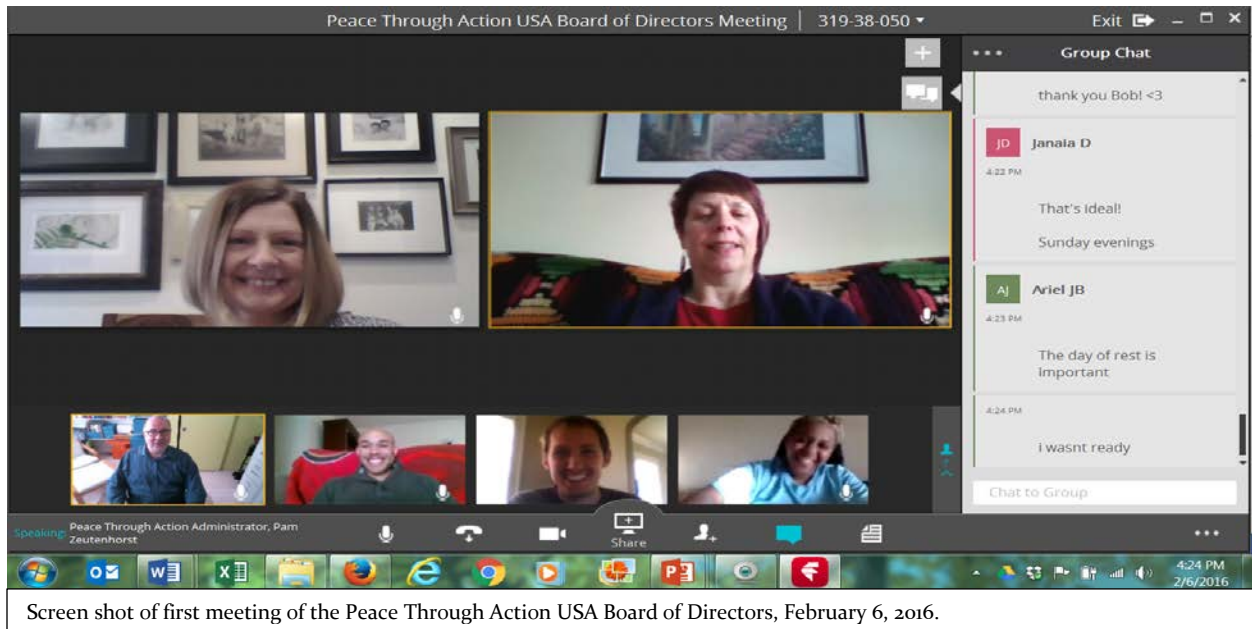 Peace Through Action USA Board of Directors Meeting | 319-38-050
Exit
Group Chat
thank you Bob! <3
JD Janaia D
4:22 PM
That's ideal!
Sunday evenings
AJ Ariel JB
4:23 PM
The day of rest is
important
4:24 PM
i wasnt ready
Chat to Group
Speaking: Peace Through Action Administrator, Pam
Zeutenhorst
Share
4:24 PM
2/6/2016
Screen shot of first meeting of the Peace Through Action USA Board of Directors, February 6, 2016.